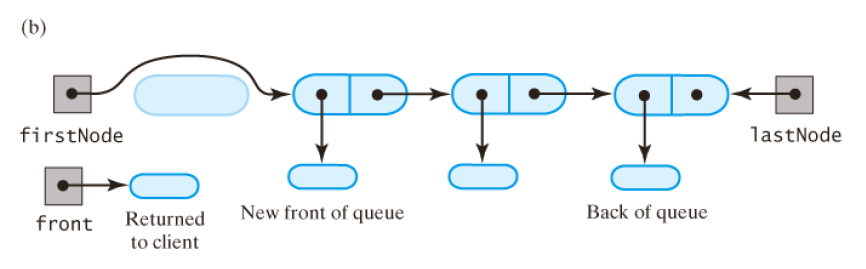 (b)
firstNode
lastNode
front
Returned
to client
New front of queue
Back of queue